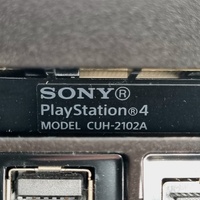 SONY®
PlayStation®4
MODEL CUH-2102A